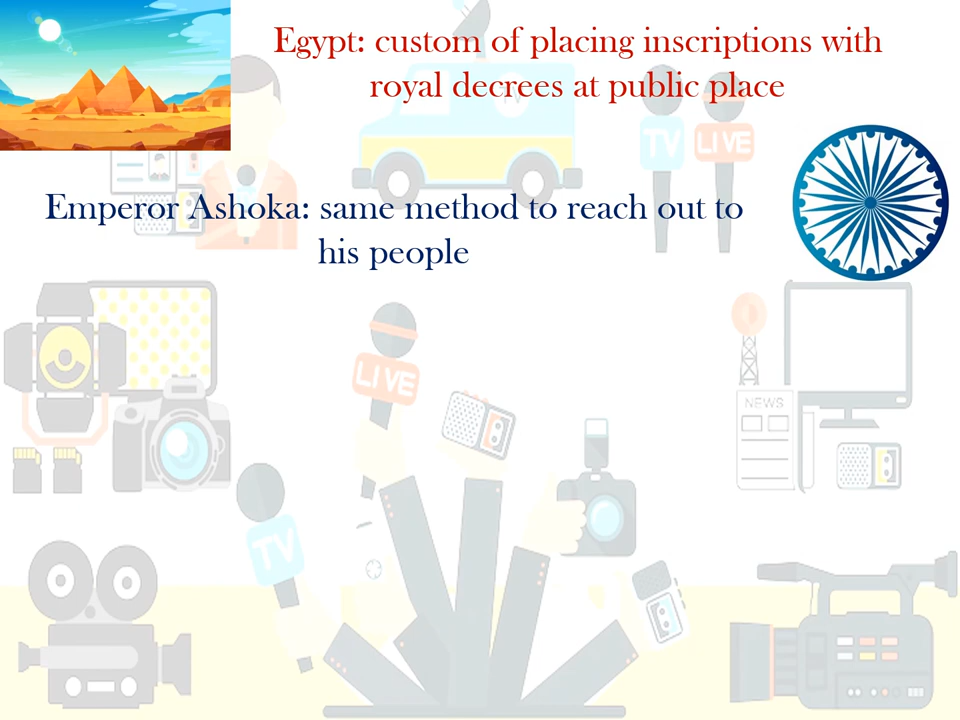 Egypt: custom of placing inscriptions with
royal decrees at public place
TV
LIVE
Emperor Ashoka: same method to reach out to
his people
LIVE
NEWS
TV